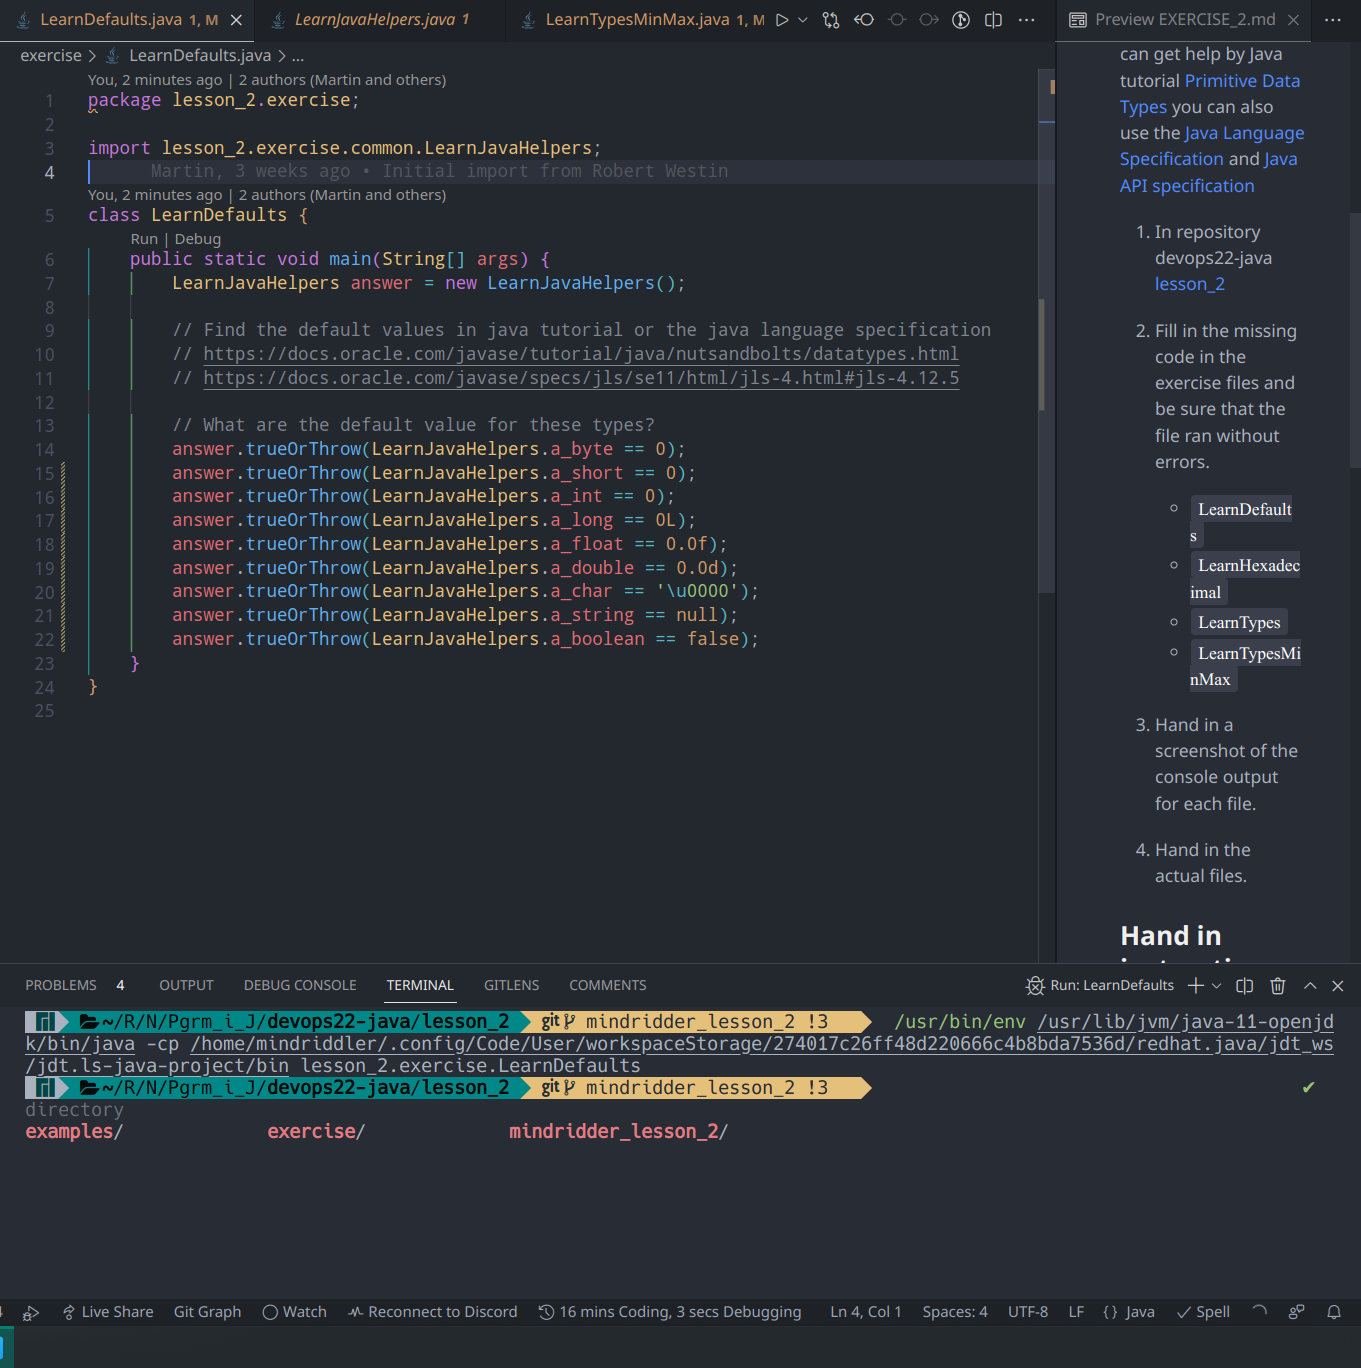 LearnDefaults.java 1, M
LearnJavaHelpers.java 1
LearnTypesMinMax.java 1, M
Preview EXERCISE_2.md
exercise > LearnDefaults.java > ...
You, 2 minutes ago | 2 authors (Martin and others)
1 package lesson_2.exercise;
2
3 import lesson_2.exercise.common.LearnJavaHelpers;
4 Martin, 3 weeks ago • Initial import from Robert Westin
You, 2 minutes ago | 2 authors (Martin and others)
5 class LearnDefaults {
Run | Debug
6 public static void main(String[] args) {
7 LearnJavaHelpers answer = new LearnJavaHelpers();
8
9 // Find the default values in java tutorial or the java language specification
10 // https://docs.oracle.com/javase/tutorial/java/nutsandbolts/datatypes.html
11 // https://docs.oracle.com/javase/specs/jls/se11/html/jls-4.html#jls-4.12.5
12
13 // What are the default value for these types?
14 answer.trueOrThrow(LearnJavaHelpers.a_byte == 0);
15 answer.trueOrThrow(LearnJavaHelpers.a_short == 0);
16 answer.trueOrThrow(LearnJavaHelpers.a_int == 0);
17 answer.trueOrThrow(LearnJavaHelpers.a_long == 0L);
18 answer.trueOrThrow(LearnJavaHelpers.a_float == 0.0f);
19 answer.trueOrThrow(LearnJavaHelpers.a_double == 0.0d);
20 answer.trueOrThrow(LearnJavaHelpers.a_char == '\u0000');
21 answer.trueOrThrow(LearnJavaHelpers.a_string == null);
22 answer.trueOrThrow(LearnJavaHelpers.a_boolean == false);
23 }
24 }
25
can get help by Java
tutorial Primitive Data
Types you can also
use the Java Language
Specification and Java
API specification
1. In repository
devops22-java
lesson_2
2. Fill in the missing
code in the
exercise files and
be sure that the
file ran without
errors.
LearnDefault
s
LearnHexadec
imal
LearnTypes
LearnTypesMi
nMax
3. Hand in a
screenshot of the
console output
for each file.
4. Hand in the
actual files.
Hand in
PROBLEMS 4 OUTPUT DEBUG CONSOLE TERMINAL GITLENS COMMENTS
Run: LearnDefaults
~/R/N/Pgrm_i_J/devops22-java/lesson_2 git mindridder_lesson_2 !3 /usr/bin/env /usr/lib/jvm/java-11-openjd
k/bin/java -cp /home/mindriddler/.config/Code/User/workspaceStorage/274017c26ff48d220666c4b8bda7536d/redhat.java/jdt_ws
/jdt.ls-java-project/bin lesson_2.exercise.LearnDefaults
~/R/N/Pgrm_i_J/devops22-java/lesson_2 git mindridder_lesson_2 !3 ✔
directory
examples/ exercise/ mindridder_lesson_2/
Live Share Git Graph Watch Reconnect to Discord 16 mins Coding, 3 secs Debugging Ln 4, Col 1 Spaces: 4 UTF-8 LF {} Java Spell